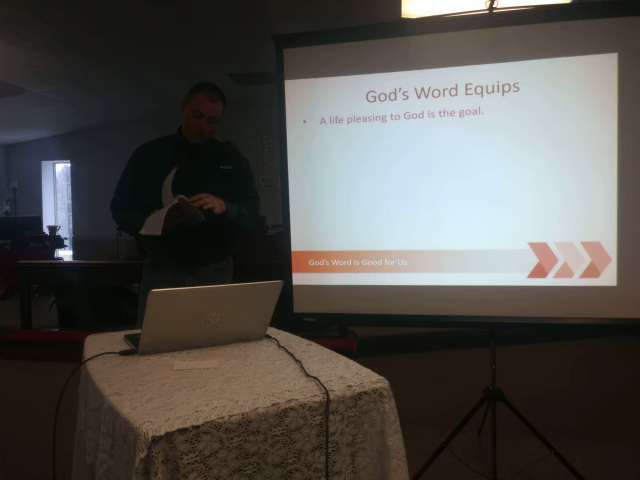 God's Word Equips
• A life pleasing to God is the goal.
God's Word Is Good for Us